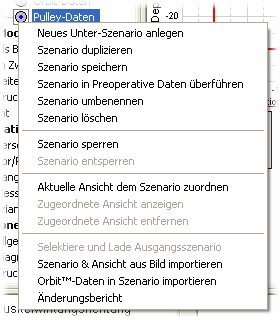 Orbit-Daten
Pulley-Daten
-20
Neues Unter-Szenario anlegen
Szenario duplizieren
Szenario speichern
Szenario in Preoperative Daten überführen
Szenario umbenennen
Szenario löschen
Szenario sperren
Szenario entsperren
Aktuelle Ansicht dem Szenario zuordnen
Zugeordnete Ansicht anzeigen
Zugeordnete Ansicht entfernen
Selektiere und Lade Ausgangsszenario
Szenario & Ansicht aus Bild importieren
Orbit™-Daten in Szenario importieren
Änderungsbericht